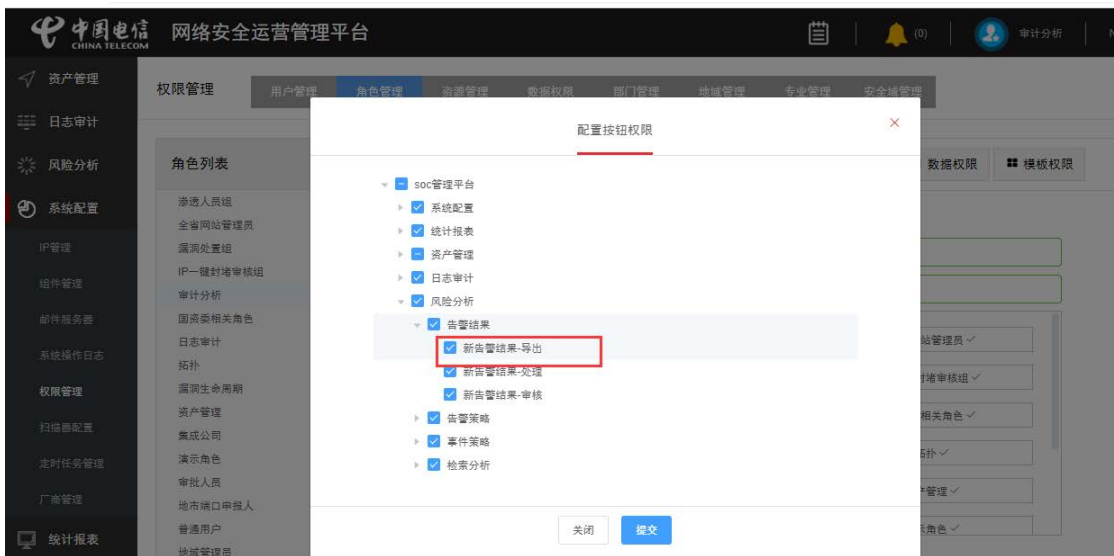 中国电信
CHINA TELECOM
网络安全运营管理平台
(0)
审计分析
资产管理
日志审计
风险分析
系统配置
IP管理
组件管理
邮件服务器
系统操作日志
权限管理
扫描器配置
定时任务管理
厂商管理
统计报表
权限管理
用户管理
角色管理
资源管理
数据权限
部门管理
地域管理
专业管理
安全域管理
角色列表
渗透人员组
全省网站管理员
漏洞处置组
IP一键封堵审核组
审计分析
国资委相关角色
日志审计
拓扑
漏洞生命周期
资产管理
集成公司
演示角色
审批人员
地市端口申报人
普通用户
地域管理员
配置按钮权限
soc管理平台
系统配置
统计报表
资产管理
日志审计
风险分析
告警结果
新告警结果-导出
新告警结果-处理
新告警结果-审核
告警策略
事件策略
检索分析
关闭
提交
数据权限
模板权限
站管理员
封堵审核组
相关角色
拓扑
产管理
示角色